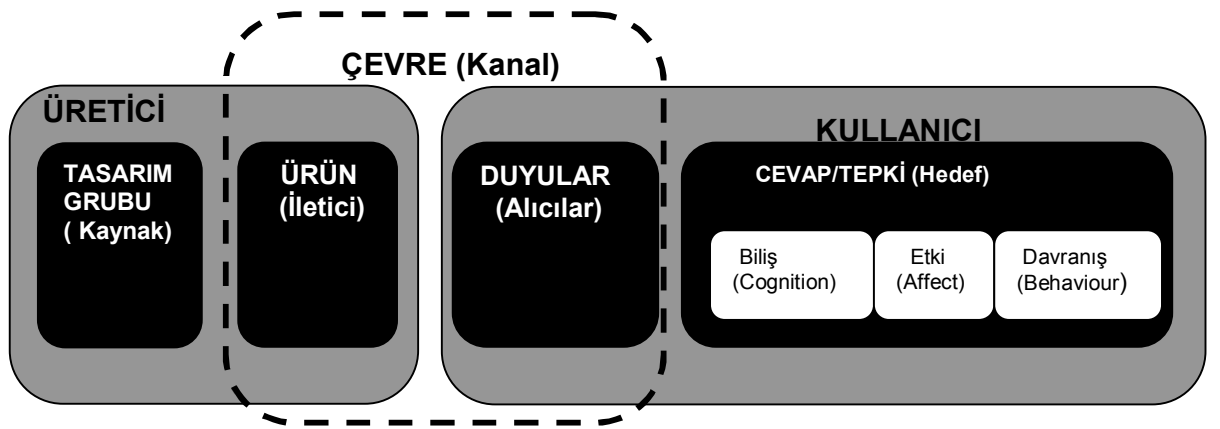 ÇEVRE (Kanal)
ÜRETİCİ
TASARIM
GRUBU
( Kaynak)
ÜRÜN
(İletici)
DUYULAR
(Alıcılar)
KULLANICI
CEVAP/TEPKİ (Hedef)
Biliş
(Cognition)
Etki
(Affect)
Davranış
(Behaviour)